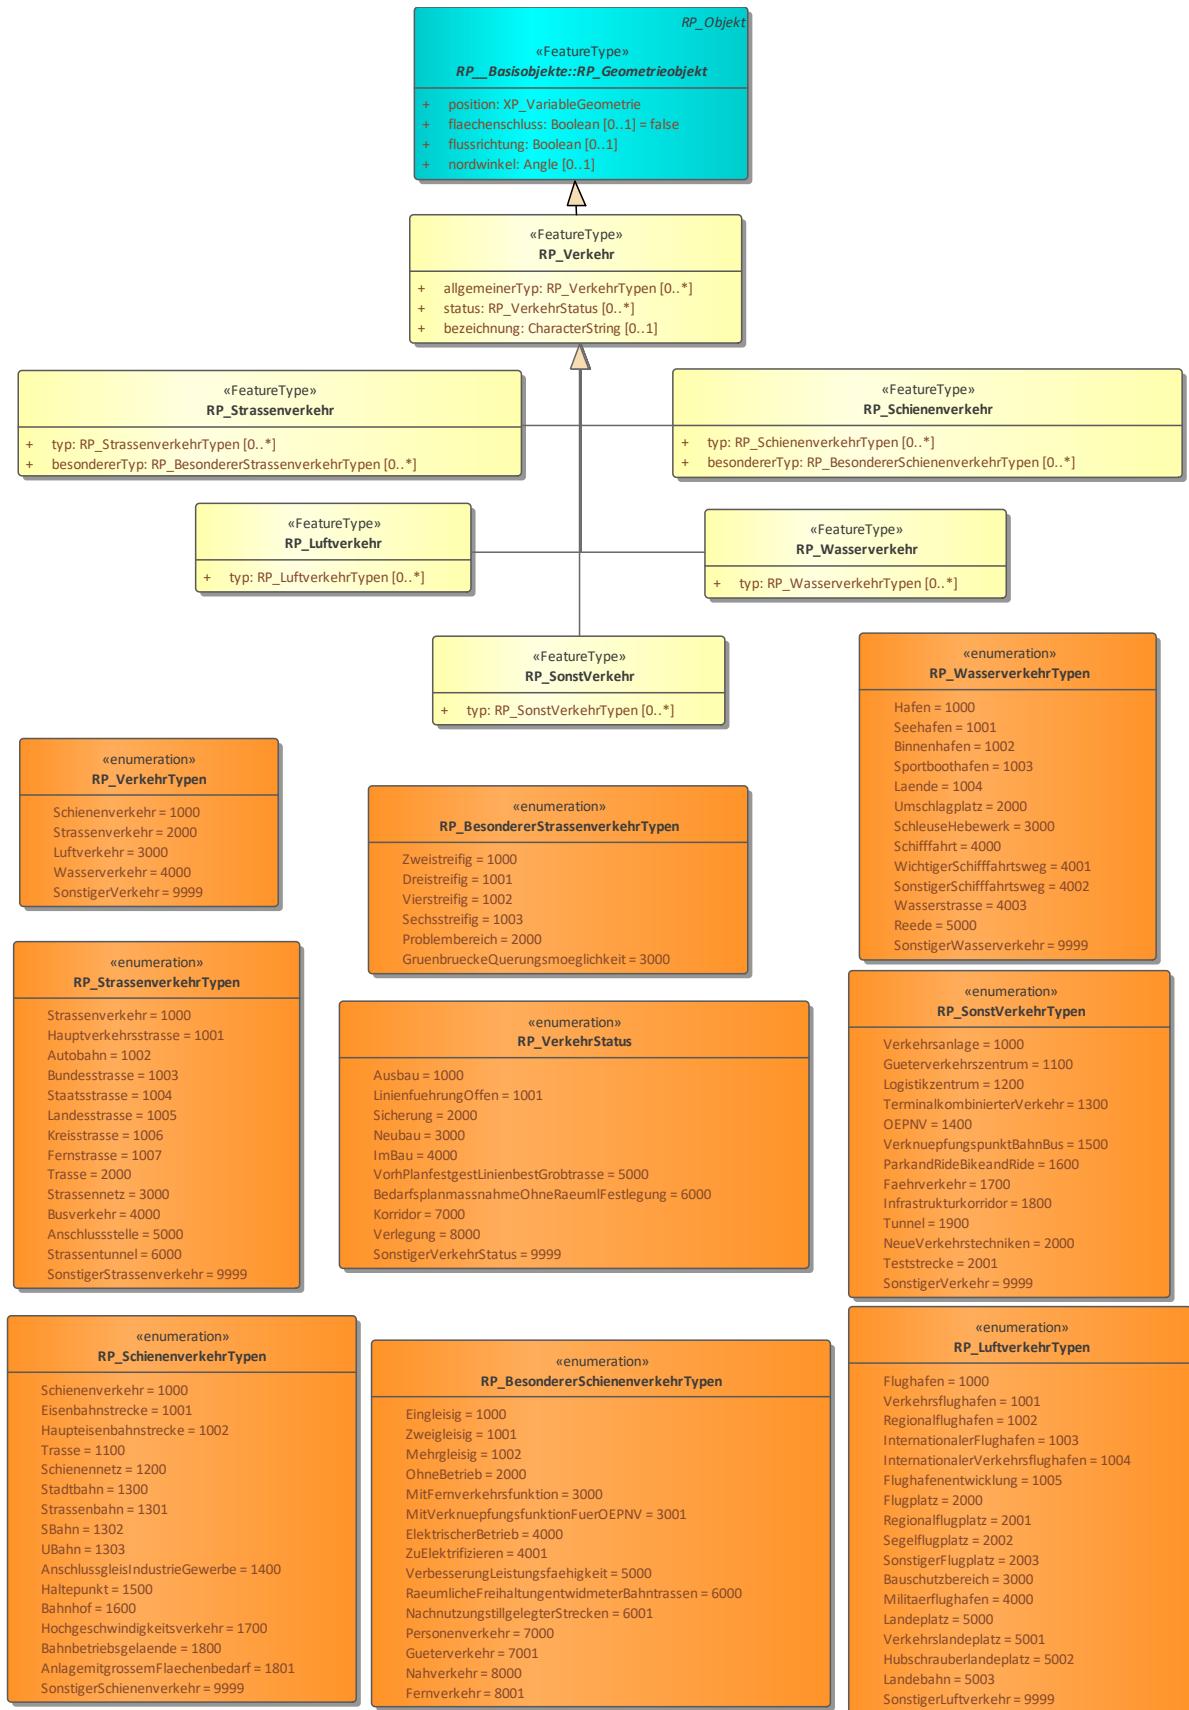 RP_Objekt
«FeatureType»
RP__Basisobjekte::RP_Geometrieobjekt
+ position: XP_VariableGeometrie
+ flaechenschluss: Boolean [0..1] = false
+ flussrichtung: Boolean [0..1]
+ nordwinkel: Angle [0..1]
«FeatureType»
RP_Verkehr
+ allgemeinerTyp: RP_VerkehrTypen [0..*]
+ status: RP_VerkehrStatus [0..*]
+ bezeichnung: CharacterString [0..1]
«FeatureType»
RP_Strassenverkehr
+ typ: RP_StrassenverkehrTypen [0..*]
+ besondererTyp: RP_BesondererStrassenverkehrTypen [0..*]
«FeatureType»
RP_Schienenverkehr
+ typ: RP_SchienenverkehrTypen [0..*]
+ besondererTyp: RP_BesondererSchienenverkehrTypen [0..*]
«FeatureType»
RP_Luftverkehr
+ typ: RP_LuftverkehrTypen [0..*]
«FeatureType»
RP_Wasserverkehr
+ typ: RP_WasserverkehrTypen [0..*]
«FeatureType»
RP_SonstVerkehr
+ typ: RP_SonstVerkehrTypen [0..*]
«enumeration»
RP_WasserverkehrTypen
Hafen = 1000
Seehafen = 1001
Binnenhafen = 1002
Sportboothafen = 1003
Laende = 1004
Umschlagplatz = 2000
SchleuseHebewerk = 3000
Schifffahrt = 4000
WichtigerSchifffahrtsweg = 4001
SonstigerSchifffahrtsweg = 4002
Wasserstrasse = 4003
Reede = 5000
SonstigerWasserverkehr = 9999
«enumeration»
RP_VerkehrTypen
Schienenverkehr = 1000
Strassenverkehr = 2000
Luftverkehr = 3000
Wasserverkehr = 4000
SonstigerVerkehr = 9999
«enumeration»
RP_BesondererStrassenverkehrTypen
Zweistreifig = 1000
Dreistreifig = 1001
Vierstreifig = 1002
Sechsstreifig = 1003
Problembereich = 2000
GruenbrueckeQuerungsmoeglichkeit = 3000
«enumeration»
RP_StrassenverkehrTypen
Strassenverkehr = 1000
Hauptverkehrsstrasse = 1001
Autobahn = 1002
Bundesstrasse = 1003
Staatsstrasse = 1004
Landesstrasse = 1005
Kreisstrasse = 1006
Fernstrasse = 1007
Trasse = 2000
Strassennetz = 3000
Busverkehr = 4000
Anschlussstelle = 5000
Strassentunnel = 6000
SonstigerStrassenverkehr = 9999
«enumeration»
RP_VerkehrStatus
Ausbau = 1000
LinienfuehrungOffen = 1001
Sicherung = 2000
Neubau = 3000
ImBau = 4000
VorhPlanfestgestLinienbestGrobtrasse = 5000
BedarfsplanmassnahmeOhneRaeumlFestlegung = 6000
Korridor = 7000
Verlegung = 8000
SonstigerVerkehrStatus = 9999
«enumeration»
RP_SonstVerkehrTypen
Verkehrsanlage = 1000
Gueterverkehrszentrum = 1100
Logistikzentrum = 1200
TerminalkombinierterVerkehr = 1300
OEPNV = 1400
VerknuepfungspunktBahnBus = 1500
ParkandRideBikeandRide = 1600
Faehrverkehr = 1700
Infrastrukturkorridor = 1800
Tunnel = 1900
NeueVerkehrstechniken = 2000
Teststrecke = 2001
SonstigerVerkehr = 9999
«enumeration»
RP_SchienenverkehrTypen
Schienenverkehr = 1000
Eisenbahnstrecke = 1001
Haupteisenbahnstrecke = 1002
Trasse = 1100
Schienennetz = 1200
Stadtbahn = 1300
Strassenbahn = 1301
SBahn = 1302
UBahn = 1303
AnschlussgleisIndustrieGewerbe = 1400
Haltepunkt = 1500
Bahnhof = 1600
Hochgeschwindigkeitsverkehr = 1700
Bahnbetriebsgelaende = 1800
AnlagemitgrossemFlaechenbedarf = 1801
SonstigerSchienenverkehr = 9999
«enumeration»
RP_BesondererSchienenverkehrTypen
Eingleisig = 1000
Zweigleisig = 1001
Mehrgleisig = 1002
OhneBetrieb = 2000
MitFernverkehrsfunktion = 3000
MitVerknuepfungsfunktionFuerOEPNV = 3001
ElektrischerBetrieb = 4000
ZuElektrifizieren = 4001
VerbesserungLeistungsfaehigkeit = 5000
RaeumlicheFreihaltungentwidmeterBahntrassen = 6000
NachnutzungstillgelegterStrecken = 6001
Personenverkehr = 7000
Gueterverkehr = 7001
Nahverkehr = 8000
Fernverkehr = 8001
«enumeration»
RP_LuftverkehrTypen
Flughafen = 1000
Verkehrsflughafen = 1001
Regionalflughafen = 1002
InternationalerFlughafen = 1003
InternationalerVerkehrsflughafen = 1004
Flughafenentwicklung = 1005
Flugplatz = 2000
Regionalflugplatz = 2001
Segelflugplatz = 2002
SonstigerFlugplatz = 2003
Bauschutzbereich = 3000
Militaerflughafen = 4000
Landeplatz = 5000
Verkehrslandeplatz = 5001
Hubschrauberlandeplatz = 5002
Landebahn = 5003
SonstigerLuftverkehr = 9999